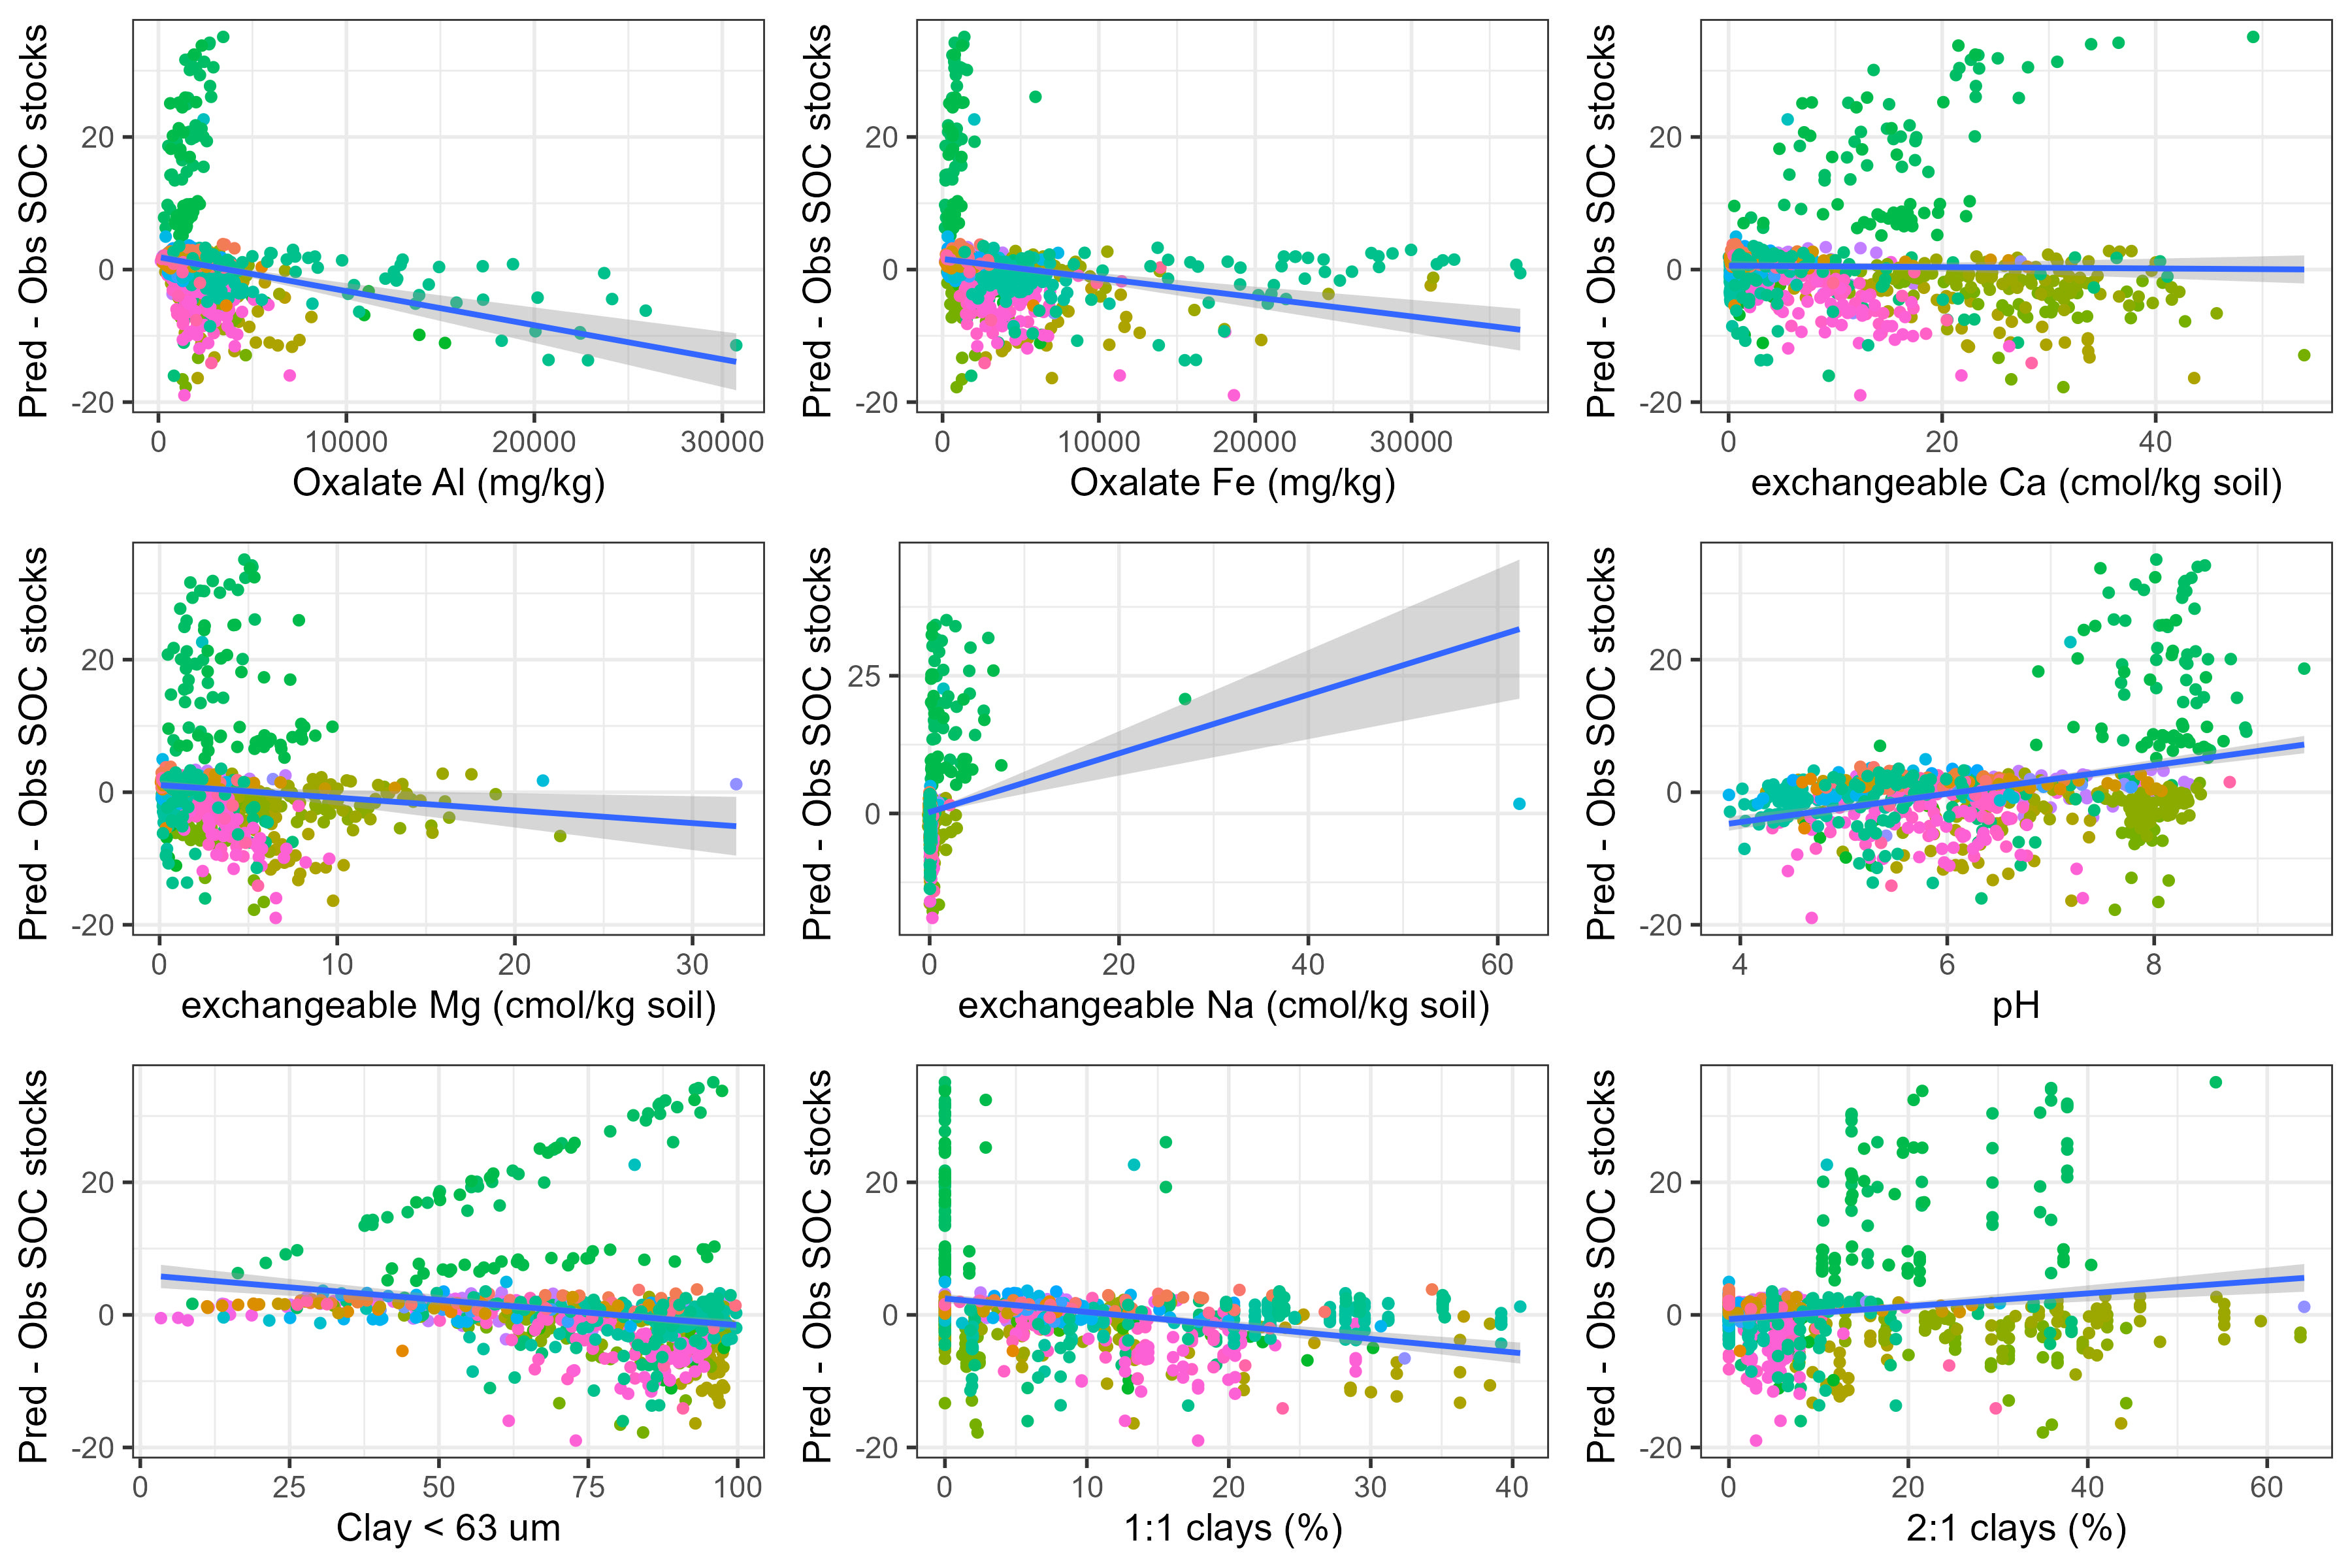 Pred - Obs SOC stocks
20
0
-20
0 10000 20000 30000
Oxalate Al (mg/kg)
Pred - Obs SOC stocks
20
0
-20
0 10000 20000 30000
Oxalate Fe (mg/kg)
Pred - Obs SOC stocks
20
0
-20
0 20 40
exchangeable Ca (cmol/kg soil)
Pred - Obs SOC stocks
20
0
-20
0 10 20 30
exchangeable Mg (cmol/kg soil)
Pred - Obs SOC stocks
25
0
0 20 40 60
exchangeable Na (cmol/kg soil)
Pred - Obs SOC stocks
20
0
-20
4 6 8
pH
Pred - Obs SOC stocks
20
0
-20
0 25 50 75 100
Clay < 63 um
Pred - Obs SOC stocks
20
0
-20
0 10 20 30 40
1:1 clays (%)
Pred - Obs SOC stocks
20
0
-20
0 20 40 60
2:1 clays (%)